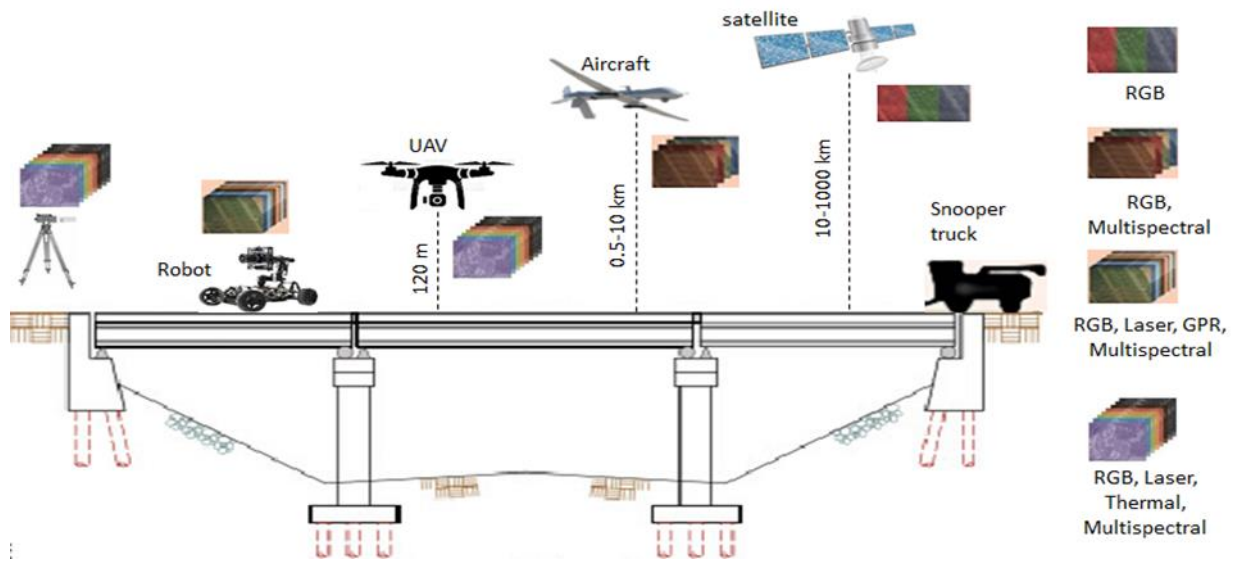 satellite
Aircraft
UAV
Robot
120 m
0.5-10 km
10-1000 km
Snooper
truck
RGB
RGB,
Multispectral
RGB, Laser, GPR,
Multispectral
RGB, Laser,
Thermal,
Multispectral